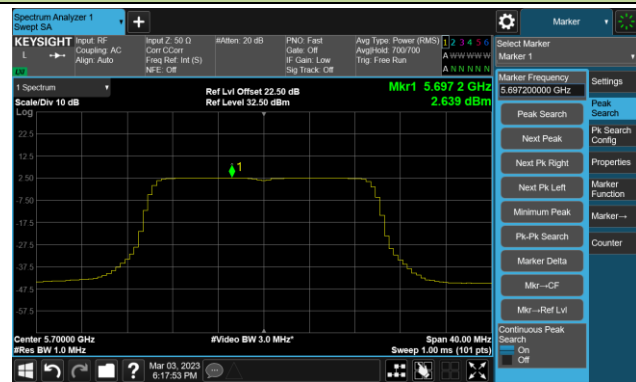 Spectrum Analyzer 1
Swept SA
+
Marker
KEYSIGHT
L
LW
Input: RF
Coupling: AC
Align: Auto
Input Z: 50 Ω
Corr CCorr
Freq Ref: Int (S)
NFE: Off
#Atten: 20 dB
PNO: Fast
Gate: Off
IF Gain: Low
Sig Track: Off
Avg Type: Power (RMS)
Avg|Hold: 700/700
Trig: Free Run
1 2 3 4 5 6
A W W W W W
A N N N N N
Select Marker
Marker 1
1 Spectrum
Scale/Div 10 dB
Log
Ref Lvl Offset 22.50 dB
Ref Level 32.50 dBm
Mkr1 5.697 2 GHz
2.639 dBm
22.5
12.5
2.50
-7.50
-17.5
-27.5
-37.5
-47.5
-57.5
1
Center 5.70000 GHz
#Res BW 1.0 MHz
#Video BW 3.0 MHz*
Span 40.00 MHz
Sweep 1.00 ms (101 pts)
Marker Frequency
5.697200000 GHz
Peak Search
Next Peak
Next Pk Right
Next Pk Left
Minimum Peak
Pk-Pk Search
Marker Delta
Mkr→CF
Mkr→Ref Lvl
Continuous Peak
Search
On
Off
Settings
Peak
Search
Pk Search
Config
Properties
Marker
Function
Marker→
Counter
?
Mar 03, 2023
6:17:53 PM